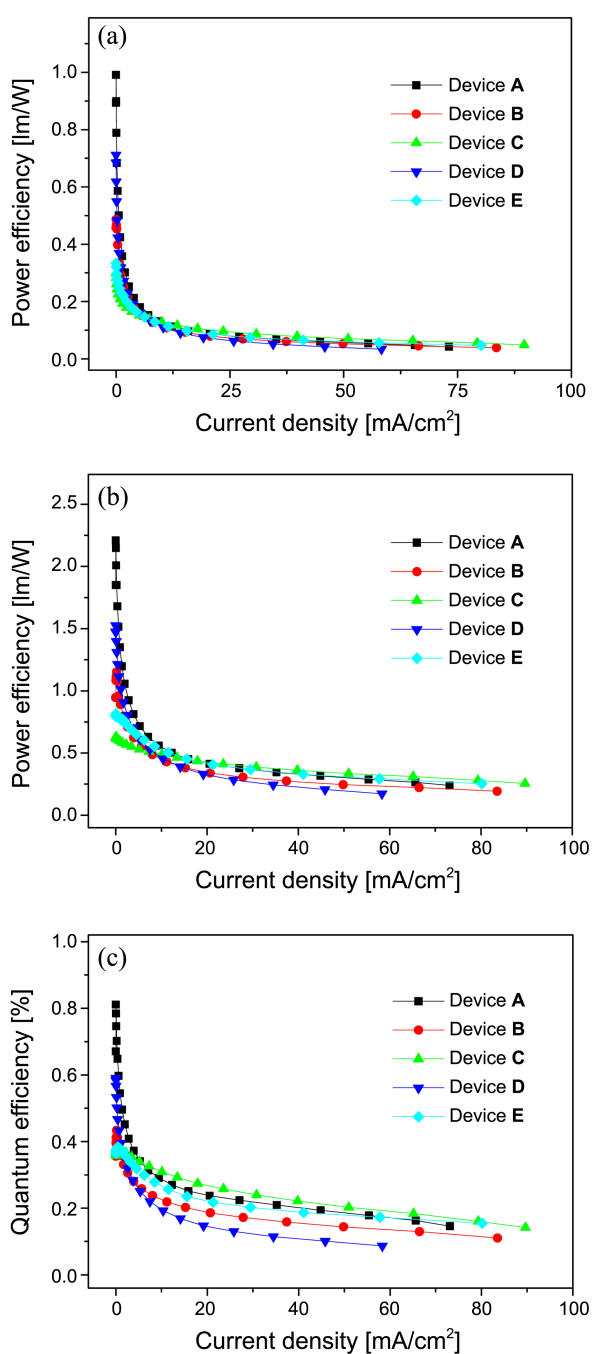 (a)
Power efficiency [lm/W]
1.0
0.8
0.6
0.4
0.2
0.0
Device A
Device B
Device C
Device D
Device E
0 25 50 75 100
Current density [mA/cm²]
(b)
Power efficiency [lm/W]
2.5
2.0
1.5
1.0
0.5
0.0
Device A
Device B
Device C
Device D
Device E
0 20 40 60 80 100
Current density [mA/cm²]
(c)
Quantum efficiency [%]
1.0
0.8
0.6
0.4
0.2
0.0
Device A
Device B
Device C
Device D
Device E
0 20 40 60 80 100
Current density [mA/cm²]